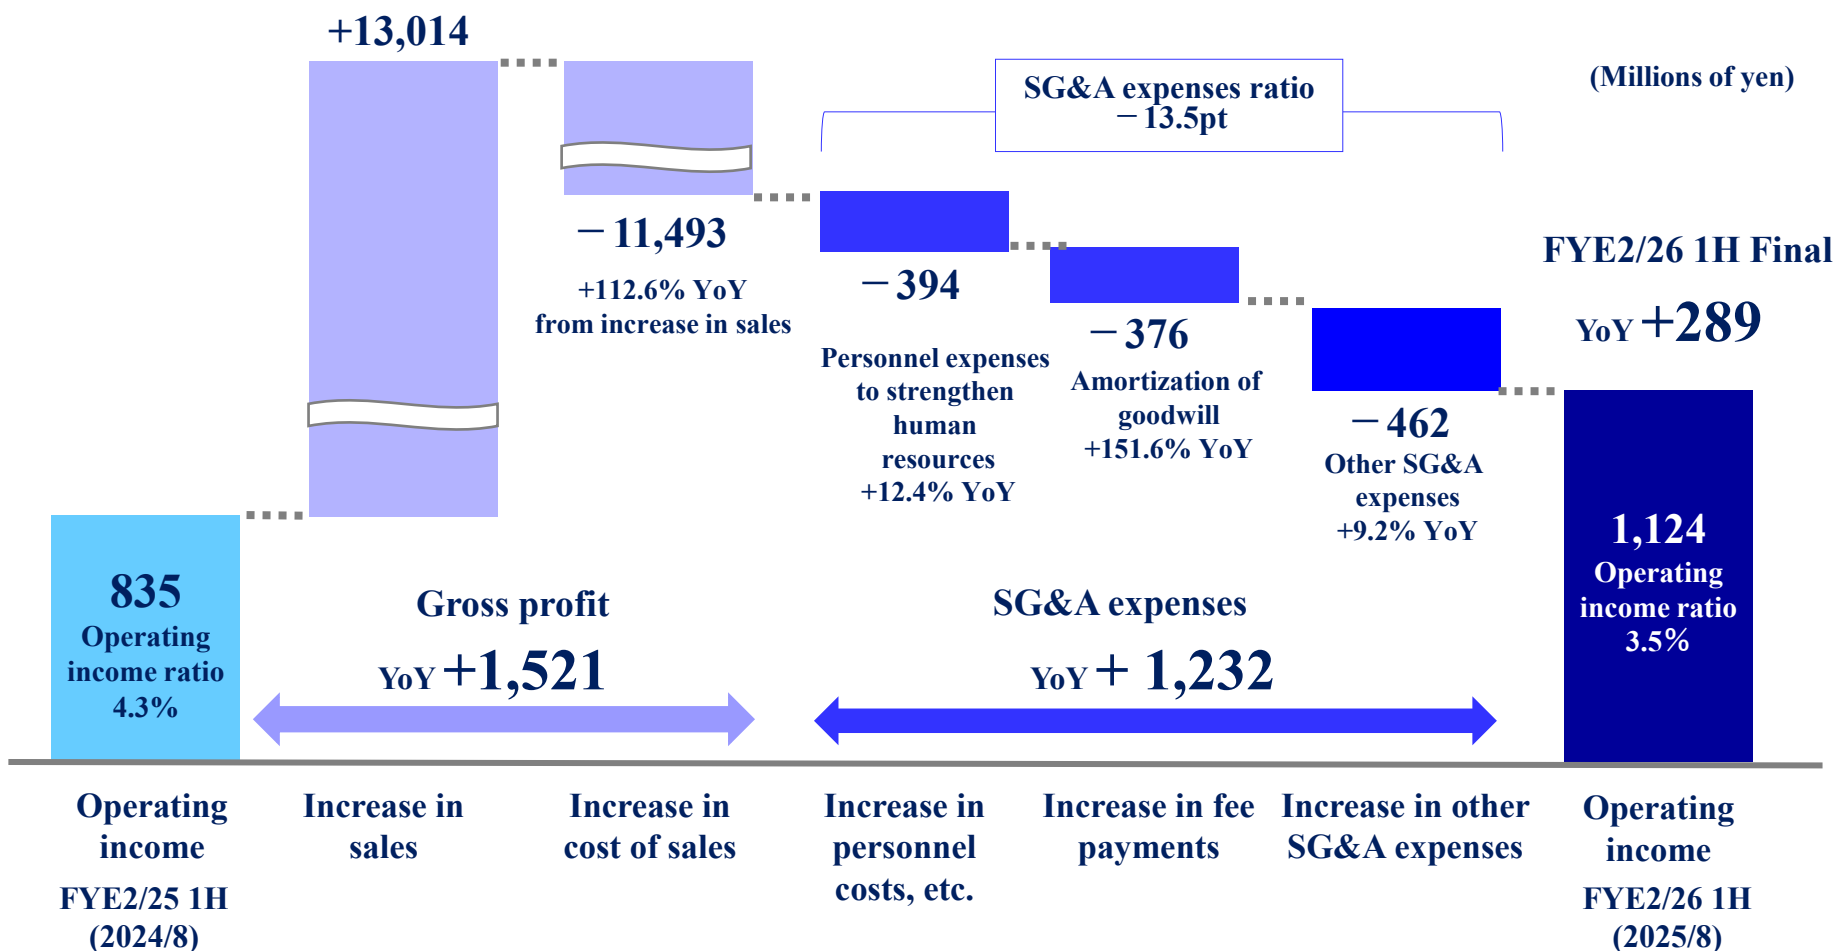 +13,014
(Millions of yen)
SG&A expenses ratio
－13.5pt
－11,493
+112.6% YoY
from increase in sales
－394
Personnel expenses
to strengthen
human
resources
+12.4% YoY
－376
Amortization of
goodwill
+151.6% YoY
－462
Other SG&A
expenses
+9.2% YoY
FYE2/26 1H Final
YoY +289
835
Operating
income ratio
4.3%
Gross profit
YoY +1,521
SG&A expenses
YoY + 1,232
1,124
Operating
income ratio
3.5%
Operating
income
FYE2/25 1H
(2024/8)
Increase in
sales
Increase in
cost of sales
Increase in
personnel
costs, etc.
Increase in fee
payments
Increase in other
SG&A expenses
Operating
income
FYE2/26 1H
(2025/8)